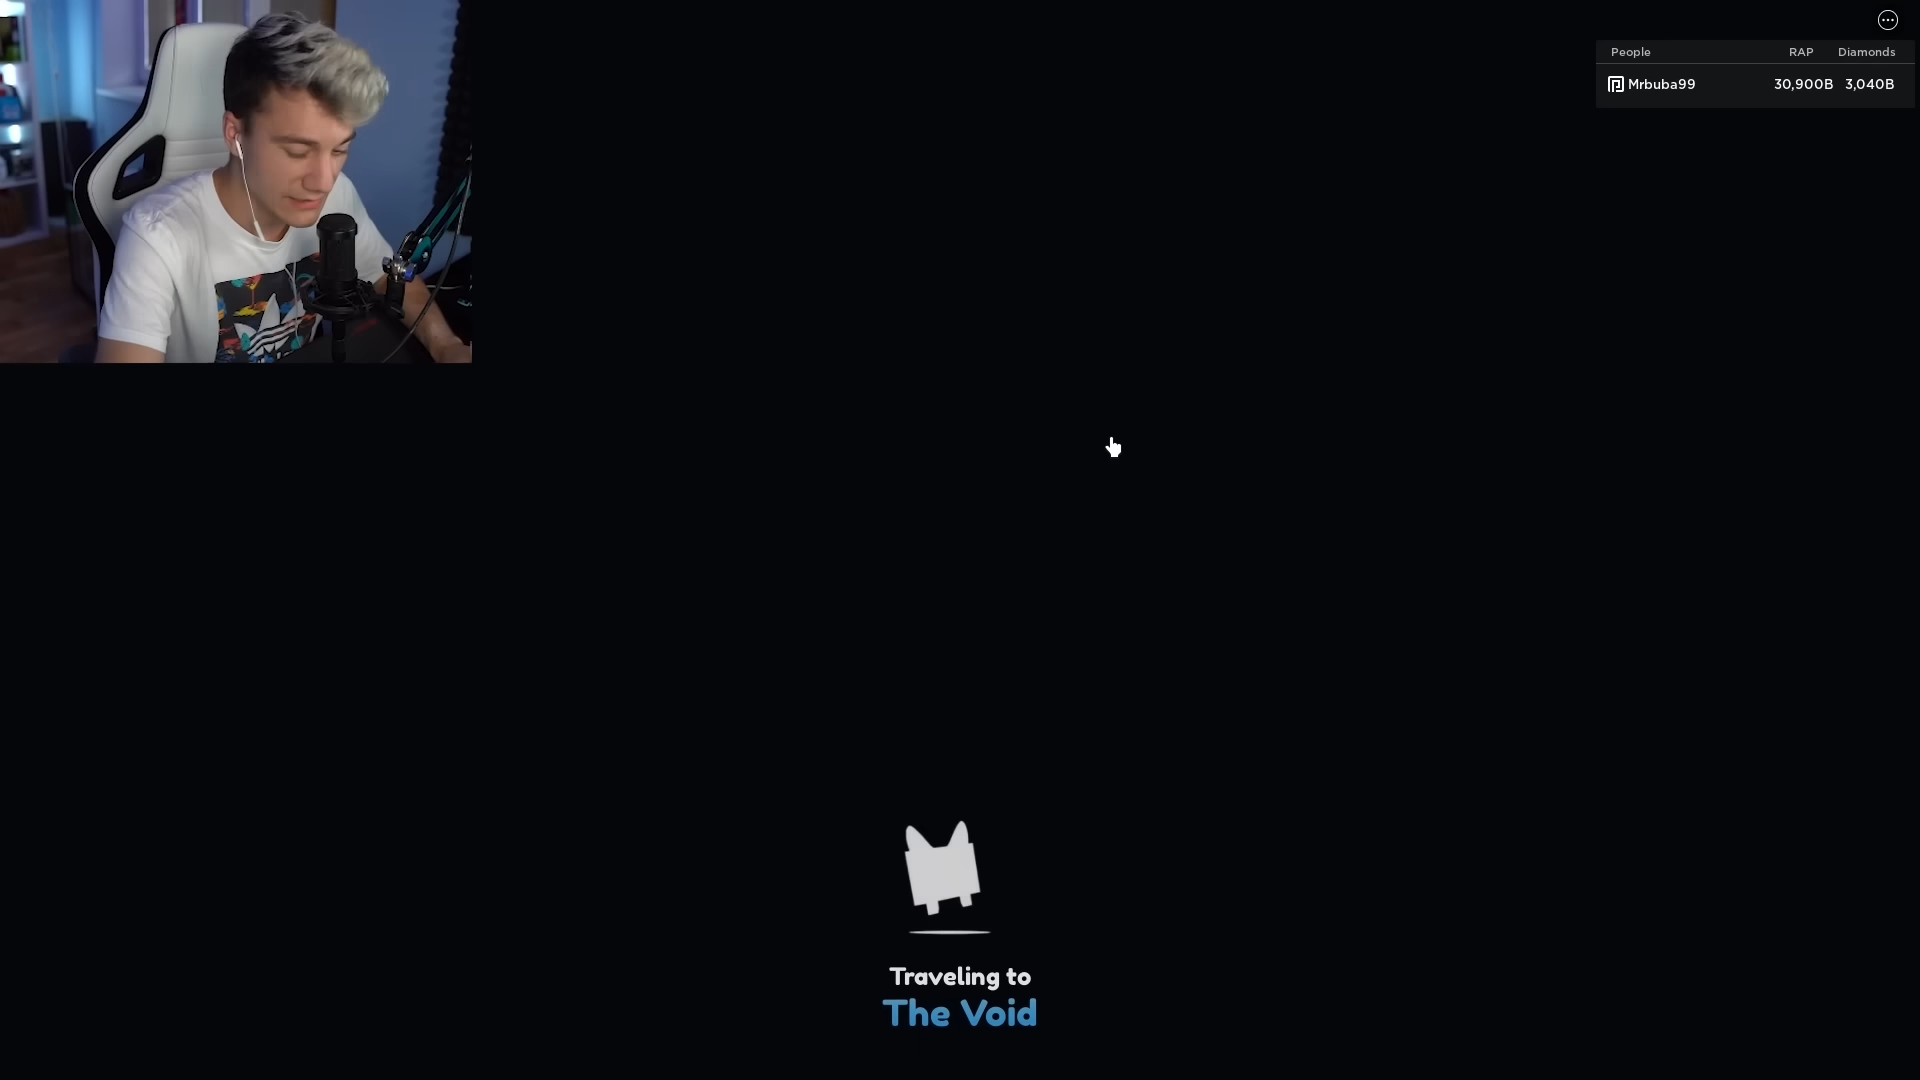 People RAP Diamonds
Mrbuba99 30,900B 3,040B
Traveling to
The Void